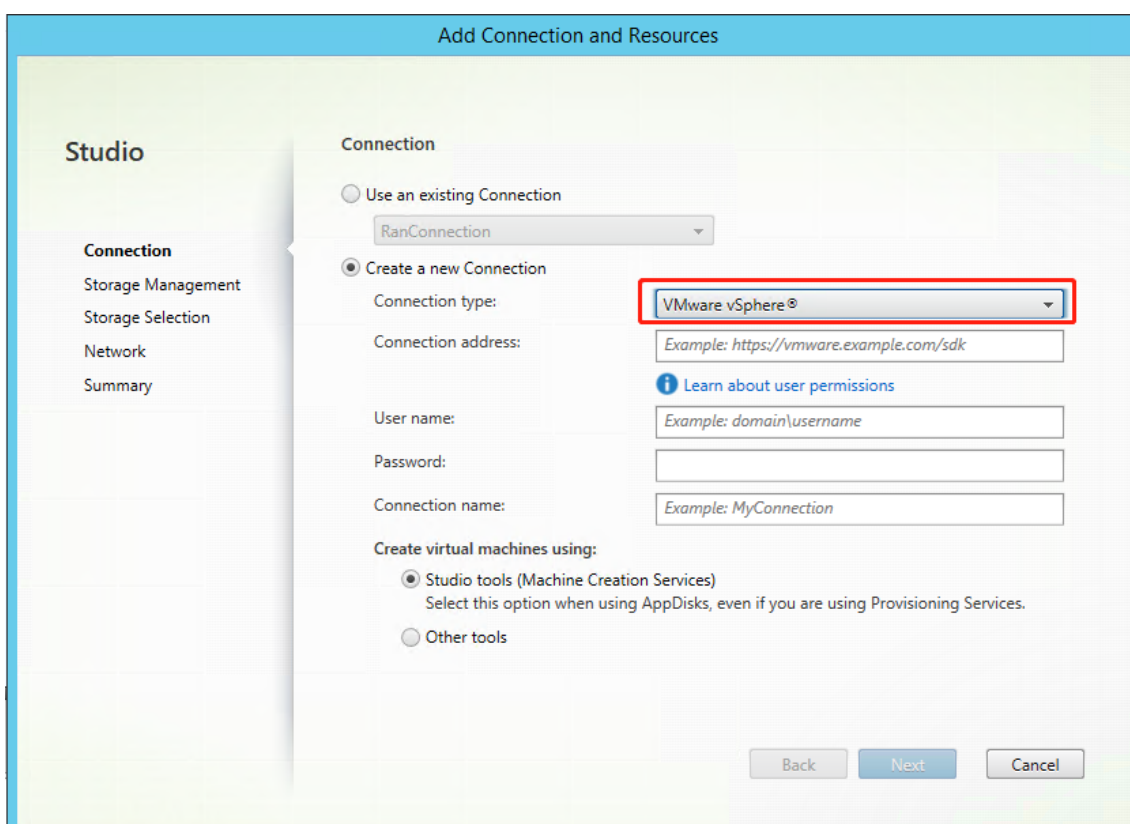 Add Connection and Resources
Studio
Connection
Storage Management
Storage Selection
Network
Summary
Connection
Use an existing Connection
RanConnection
Create a new Connection
Connection type:
VMware vSphere®
Connection address:
Example: https://vmware.example.com/sdk
Learn about user permissions
User name:
Example: domain\username
Password:
Connection name:
Example: MyConnection
Create virtual machines using:
Studio tools (Machine Creation Services)
Select this option when using AppDisks, even if you are using Provisioning Services.
Other tools
Back
Next
Cancel